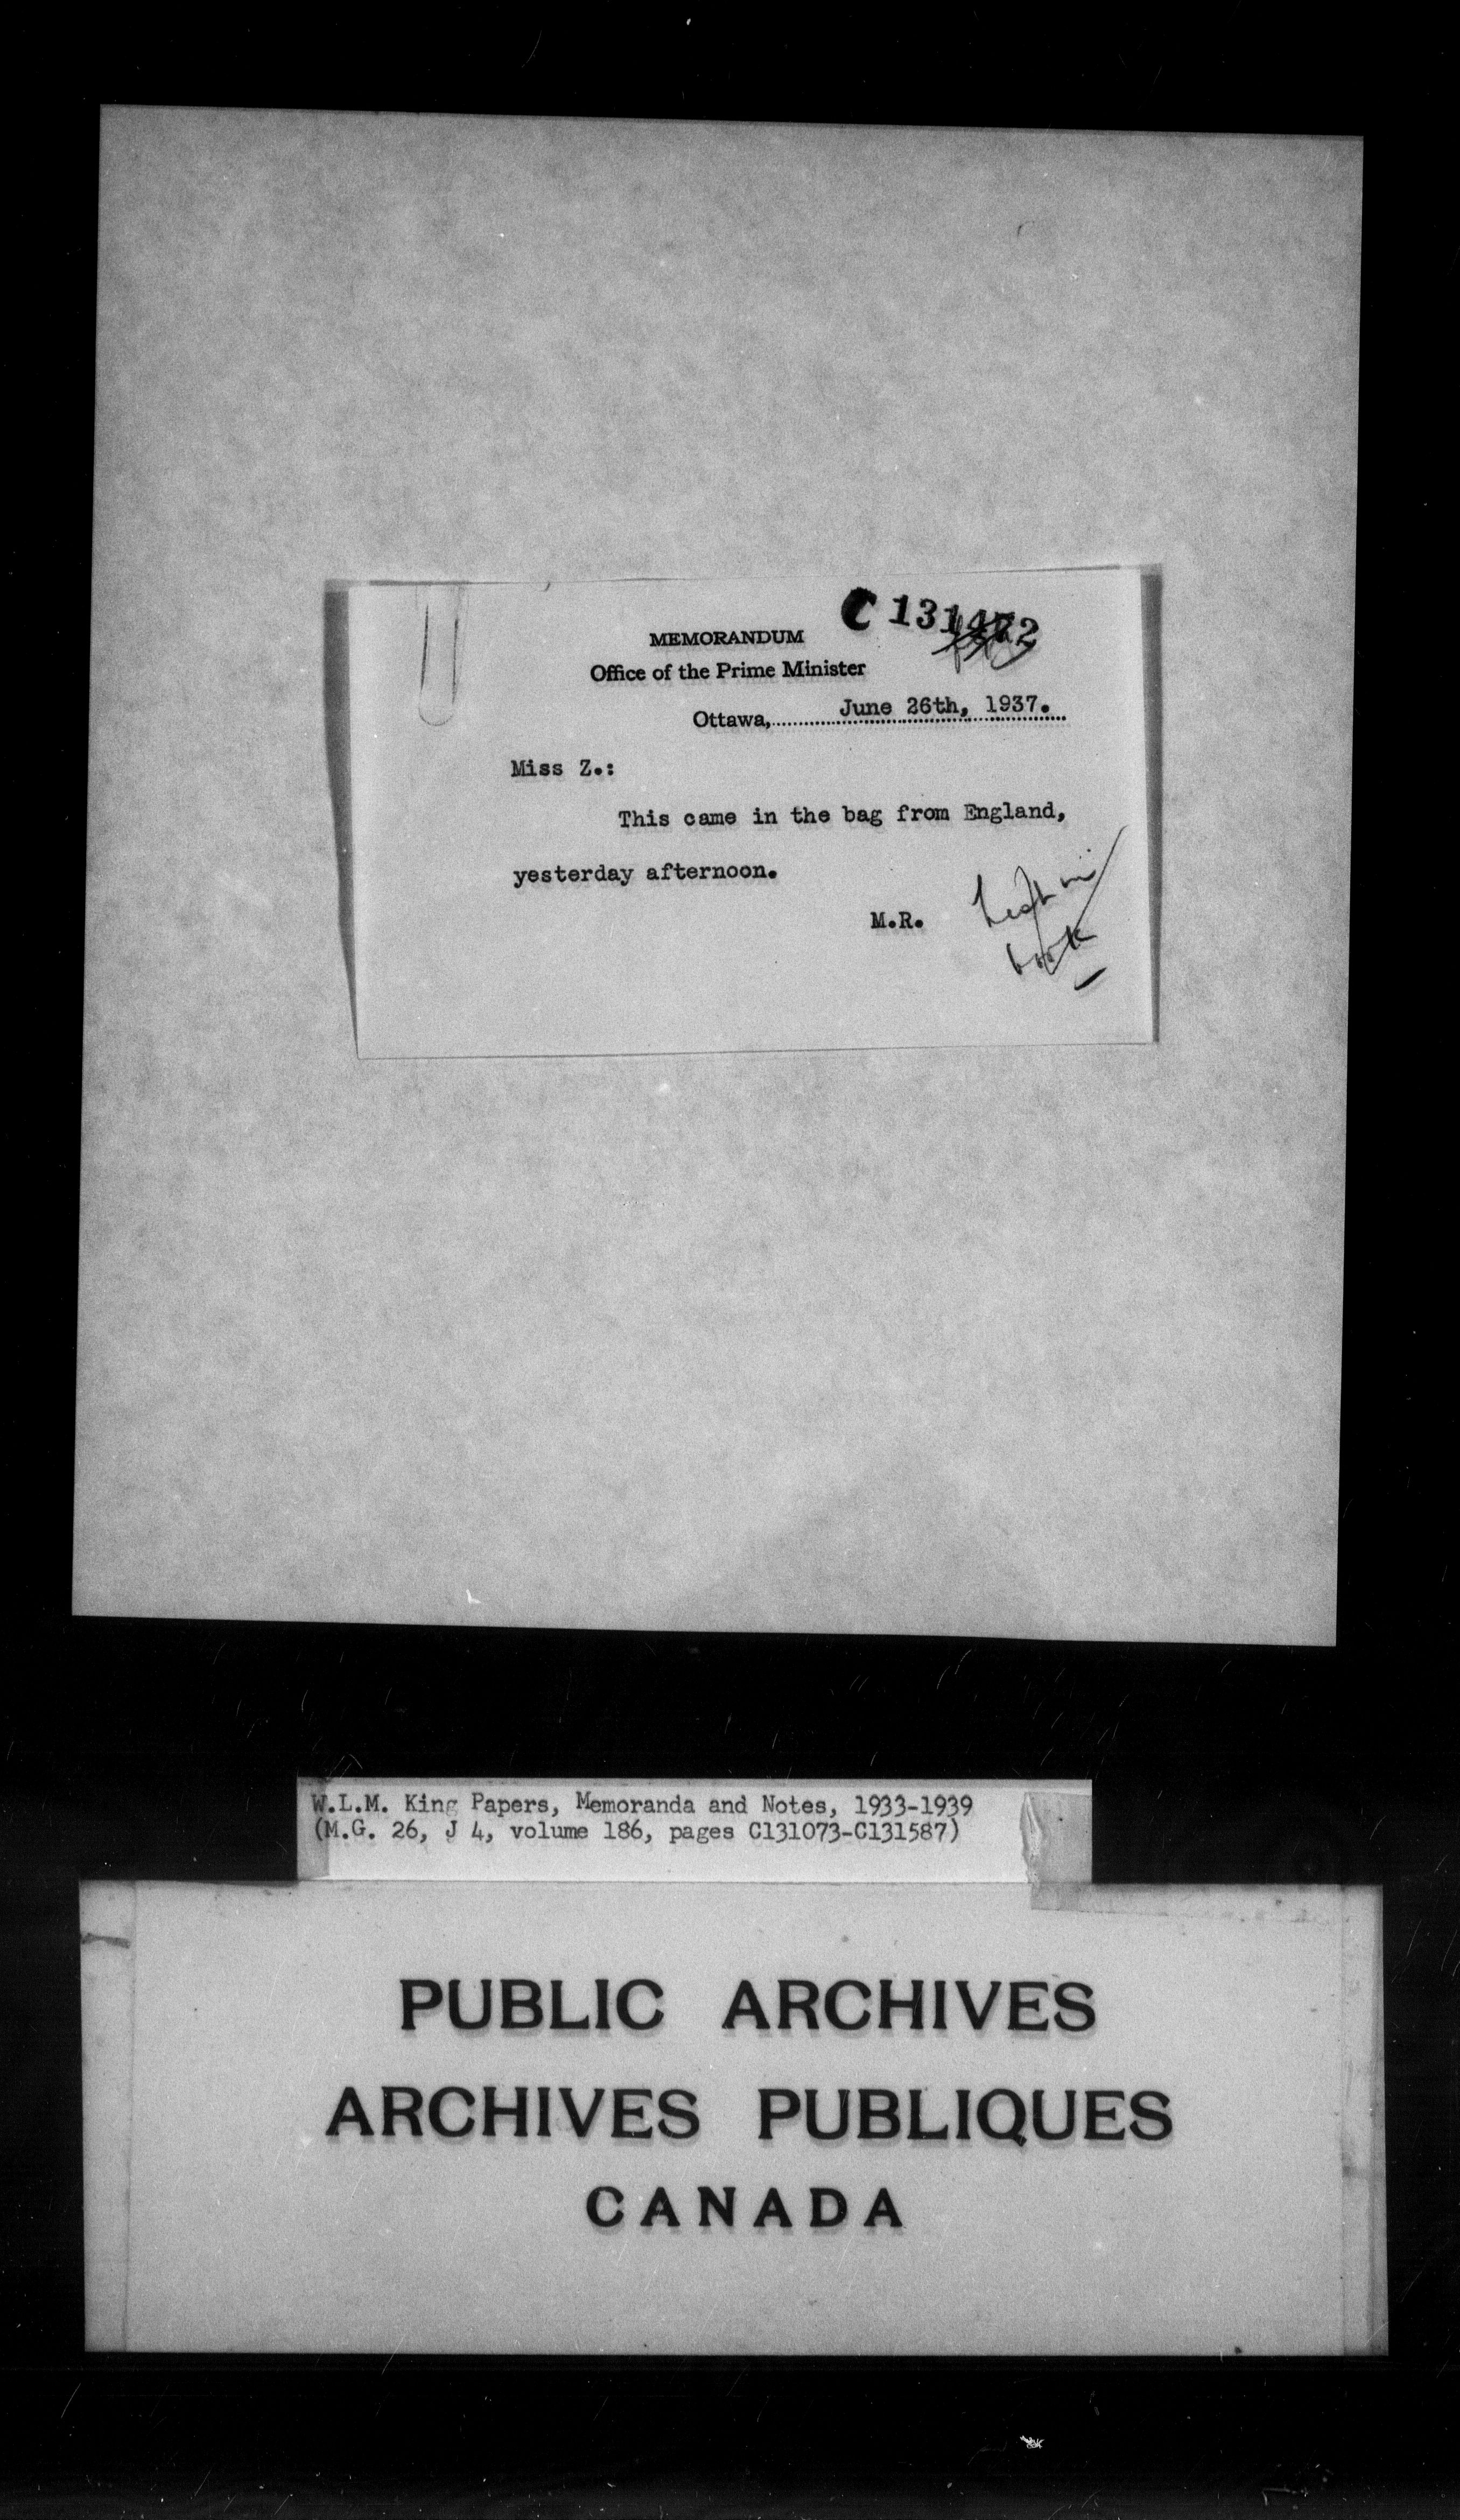 C 131472
MEMORANDUM
Office of the Prime Minister
Ottawa, June 26th, 1937.
Miss Z.:
This came in the bag from England,
yesterday afternoon.
M.R.
book
W.L.M. King Papers, Memoranda and Notes, 1933-1939
(M.G. 26, J 4, volume 186, pages C131073-C131587)
PUBLIC ARCHIVES
ARCHIVES PUBLIQUES
CANADA